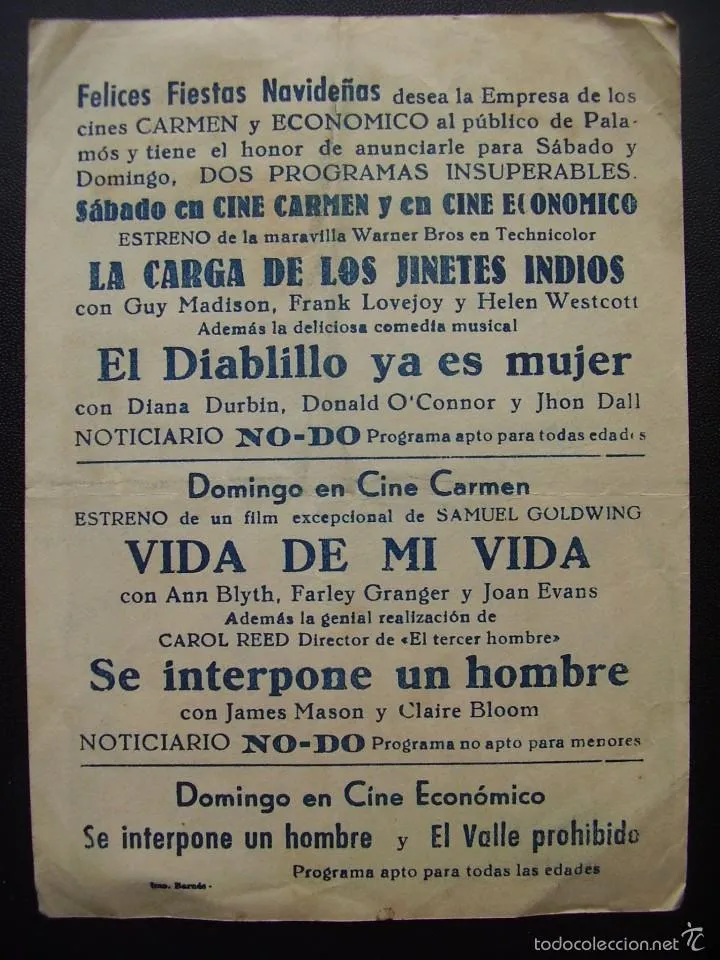 Felices Fiestas Navideñas desea la Empresa de los
cines CARMEN y ECONOMICO al público de Pala-
mós y tiene el honor de anunciarle para Sábado y
Domingo, DOS PROGRAMAS INSUPERABLES.
Sábado en CINE CARMEN y en CINE ECONOMICO
ESTRENO de la maravilla Warner Bros en Technicolor
LA CARGA DE LOS JINETES INDIOS
con Guy Madison, Frank Lovejoy y Helen Westcott
Además la deliciosa comedia musical
El Diablillo ya es mujer
con Diana Durbin, Donald O'Connor y Jhon Dall
NOTICIARIO NO-DO Programa apto para todas edades
Domingo en Cine Carmen
ESTRENO de un film excepcional de SAMUEL GOLDWING
VIDA DE MI VIDA
con Ann Blyth, Farley Granger y Joan Evans
Además la genial realización de
CAROL REED Director de «El tercer hombre»
Se interpone un hombre
con James Mason y Claire Bloom
NOTICIARIO NO-DO Programa no apto para menores
Domingo en Cine Económico
Se interpone un hombre y El Valle prohibido
Programa apto para todas las edades
Imp. Barnés.
todocoleccion.net tc